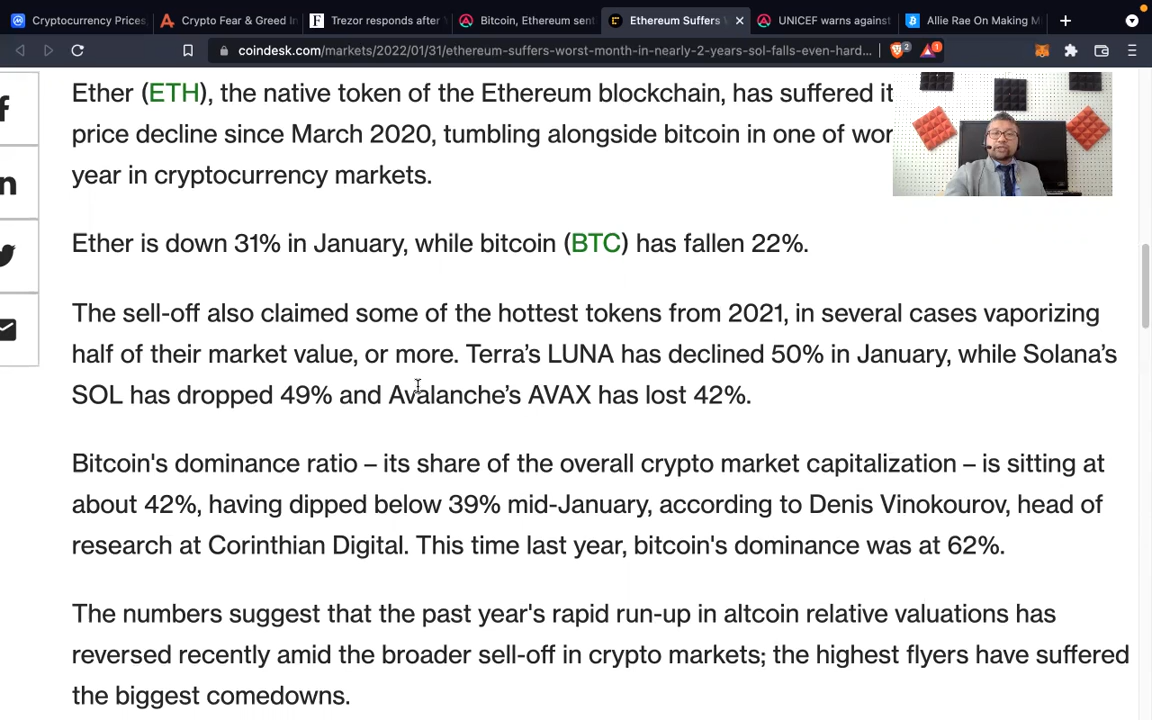 Cryptocurrency Prices,
Crypto Fear & Greed In
Trezor responds after
Bitcoin, Ethereum sent
Ethereum Suffers
UNICEF warns against
Allie Rae On Making M
coindesk.com/markets/2022/01/31/ethereum-suffers-worst-month-in-nearly-2-years-sol-falls-even-hard...
2
1
Ether (ETH), the native token of the Ethereum blockchain, has suffered it
price decline since March 2020, tumbling alongside bitcoin in one of wor
year in cryptocurrency markets.
Ether is down 31% in January, while bitcoin (BTC) has fallen 22%.
The sell-off also claimed some of the hottest tokens from 2021, in several cases vaporizing
half of their market value, or more. Terra's LUNA has declined 50% in January, while Solana's
SOL has dropped 49% and Avalanche's AVAX has lost 42%.
Bitcoin's dominance ratio – its share of the overall crypto market capitalization – is sitting at
about 42%, having dipped below 39% mid-January, according to Denis Vinokourov, head of
research at Corinthian Digital. This time last year, bitcoin's dominance was at 62%.
The numbers suggest that the past year's rapid run-up in altcoin relative valuations has
reversed recently amid the broader sell-off in crypto markets; the highest flyers have suffered
the biggest comedowns.